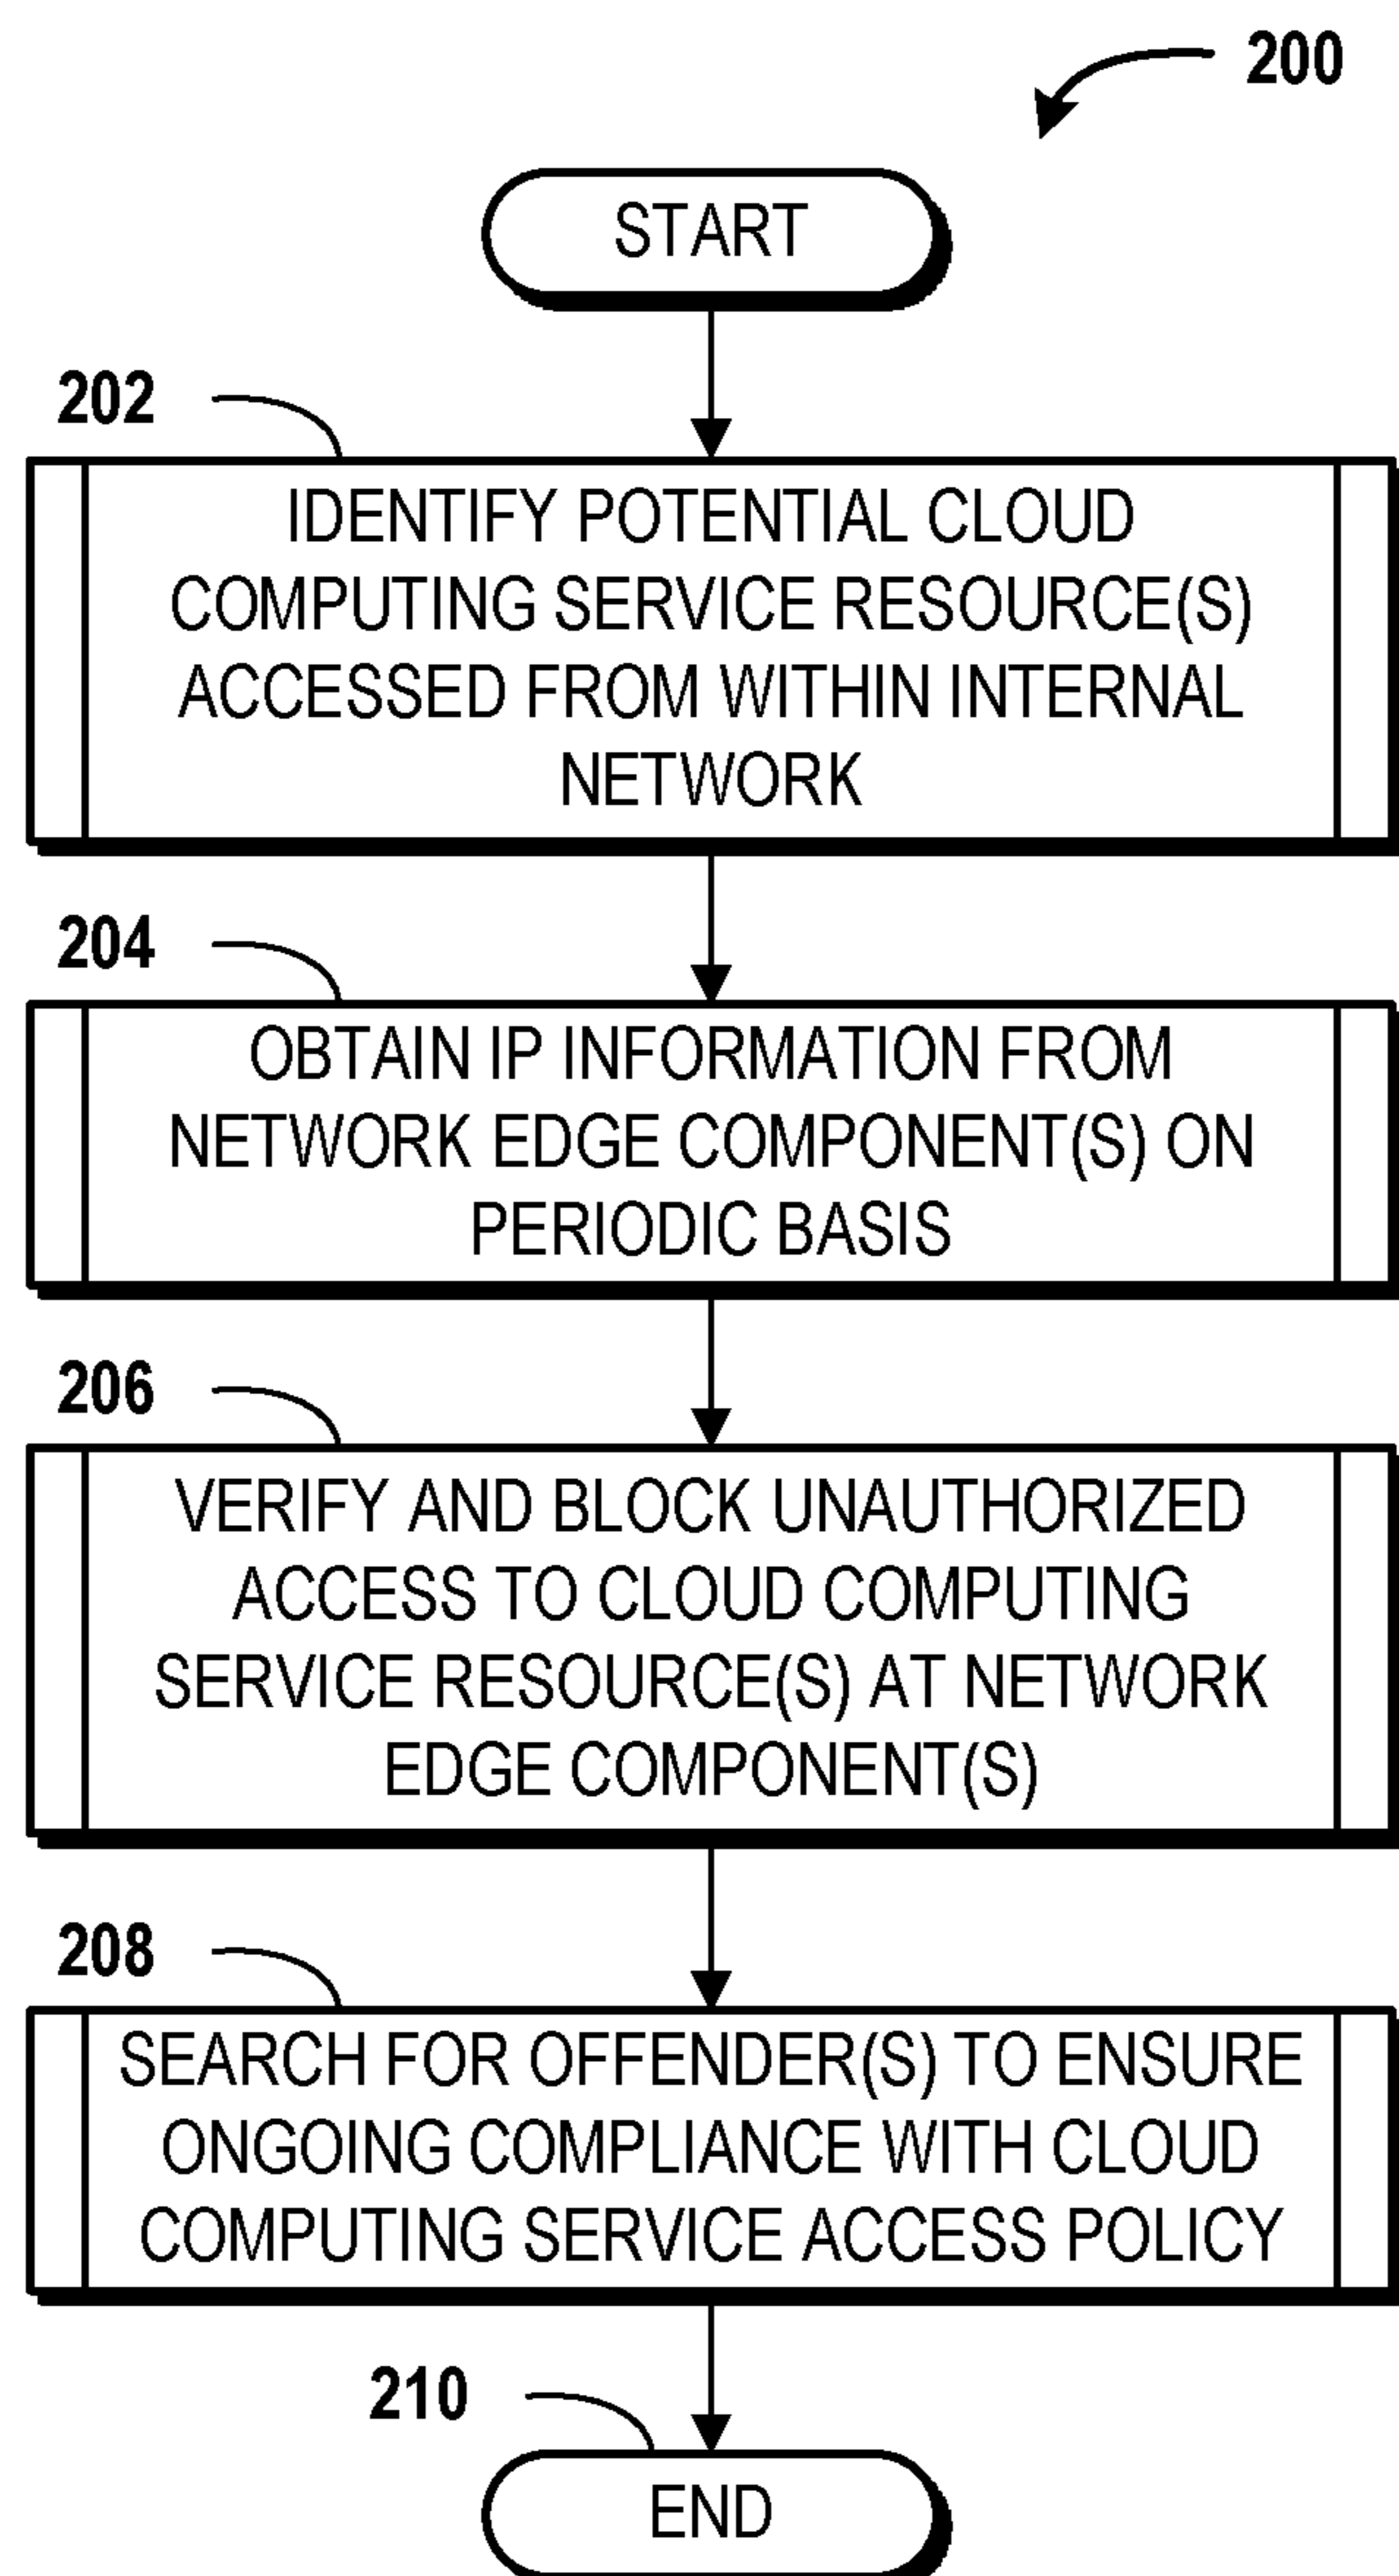 200
START
202
IDENTIFY POTENTIAL CLOUD
COMPUTING SERVICE RESOURCE(S)
ACCESSED FROM WITHIN INTERNAL
NETWORK
204
OBTAIN IP INFORMATION FROM
NETWORK EDGE COMPONENT(S) ON
PERIODIC BASIS
206
VERIFY AND BLOCK UNAUTHORIZED
ACCESS TO CLOUD COMPUTING
SERVICE RESOURCE(S) AT NETWORK
EDGE COMPONENT(S)
208
SEARCH FOR OFFENDER(S) TO ENSURE
ONGOING COMPLIANCE WITH CLOUD
COMPUTING SERVICE ACCESS POLICY
210
END